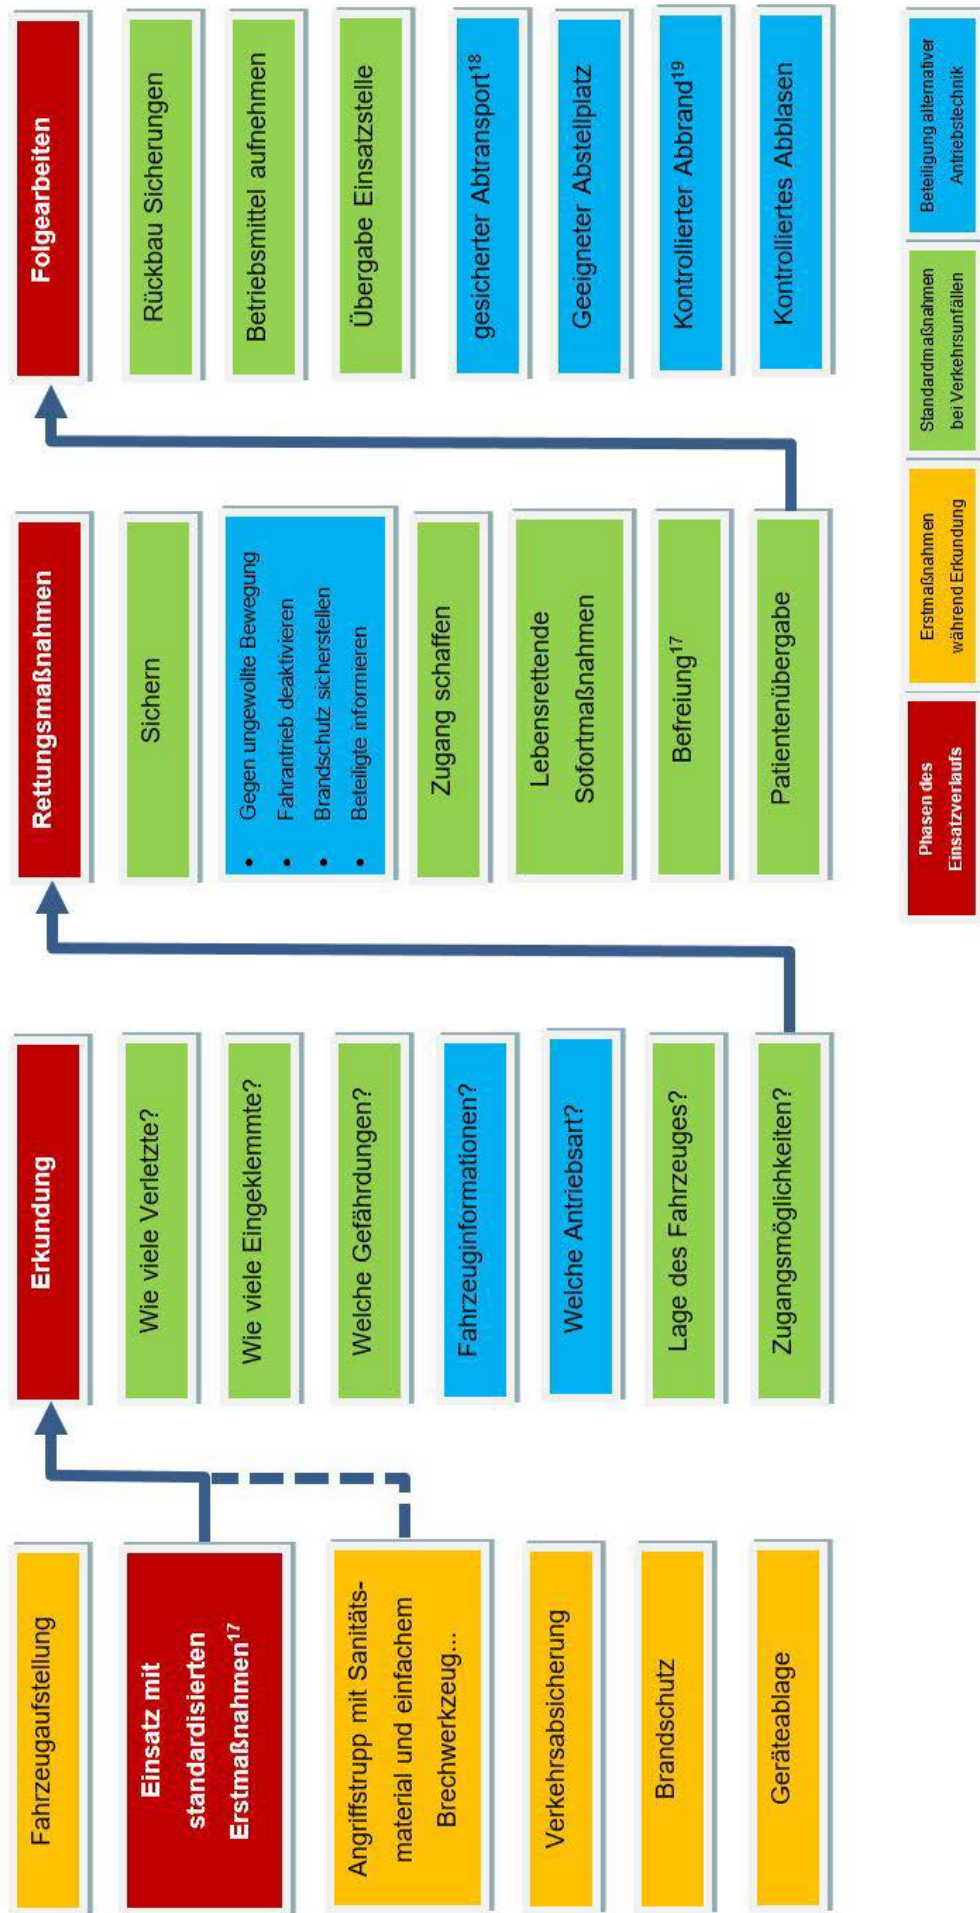 Fahrzeugaufstellung
Einsatz mit
standardisierten
Erstmaßnahmen¹⁷
Angriffstrupp mit Sanitäts-
material und einfachem
Brechwerkzeug...
Verkehrsabsicherung
Brandschutz
Geräteablage
Erkundung
Wie viele Verletzte?
Wie viele Eingeklemmte?
Welche Gefährdungen?
Fahrzeuginformationen?
Welche Antriebsart?
Lage des Fahrzeuges?
Zugangsmöglichkeiten?
Rettungsmaßnahmen
Sichern
• Gegen ungewollte Bewegung
• Fahrantrieb deaktivieren
• Brandschutz sicherstellen
• Beteiligte informieren
Zugang schaffen
Lebensrettende
Sofortmaßnahmen
Befreiung¹⁷
Patientenübergabe
Folgearbeiten
Rückbau Sicherungen
Betriebsmittel aufnehmen
Übergabe Einsatzstelle
gesicherter Abtransport¹⁸
Geeigneter Abstellplatz
Kontrollierter Abbrand¹⁹
Kontrolliertes Abblasen
Phasen des
Einsatzverlaufs
Erstmaßnahmen
während Erkundung
Standardmaßnahmen
bei Verkehrsunfällen
Beteiligung alternativer
Antriebstechnik